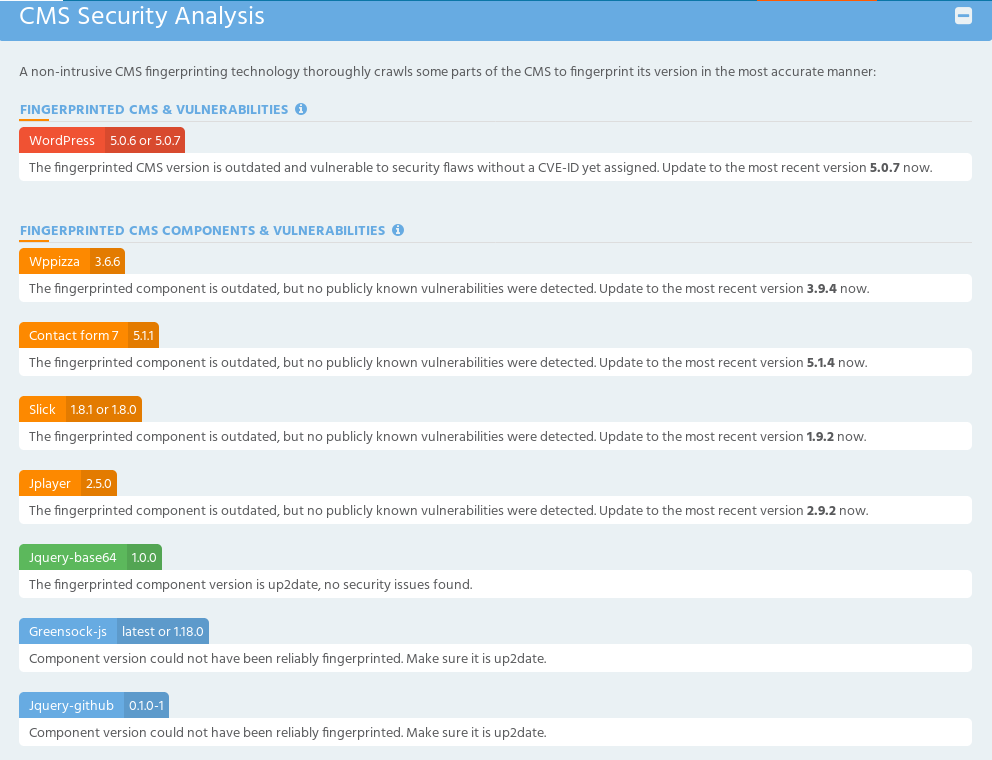 CMS Security Analysis
A non-intrusive CMS fingerprinting technology thoroughly crawls some parts of the CMS to fingerprint its version in the most accurate manner:
FINGERPRINTED CMS & VULNERABILITIES
WordPress 5.0.6 or 5.0.7
The fingerprinted CMS version is outdated and vulnerable to security flaws without a CVE-ID yet assigned. Update to the most recent version 5.0.7 now.
FINGERPRINTED CMS COMPONENTS & VULNERABILITIES
Wppizza 3.6.6
The fingerprinted component is outdated, but no publicly known vulnerabilities were detected. Update to the most recent version 3.9.4 now.
Contact form 7 5.1.1
The fingerprinted component is outdated, but no publicly known vulnerabilities were detected. Update to the most recent version 5.1.4 now.
Slick 1.8.1 or 1.8.0
The fingerprinted component is outdated, but no publicly known vulnerabilities were detected. Update to the most recent version 1.9.2 now.
Jplayer 2.5.0
The fingerprinted component is outdated, but no publicly known vulnerabilities were detected. Update to the most recent version 2.9.2 now.
Jquery-base64 1.0.0
The fingerprinted component version is up2date, no security issues found.
Greensock-js latest or 1.18.0
Component version could not have been reliably fingerprinted. Make sure it is up2date.
Jquery-github 0.1.0-1
Component version could not have been reliably fingerprinted. Make sure it is up2date.